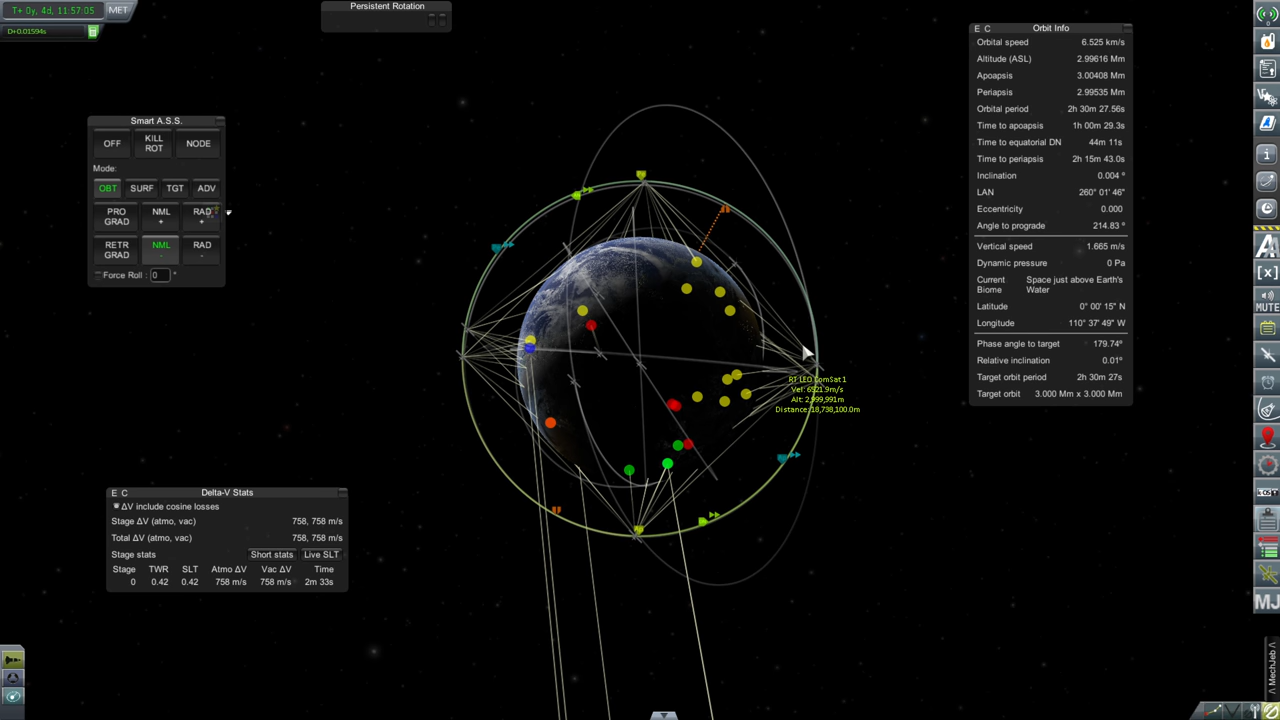 T+ 0y, 4d, 11:57:05 MET
D+0.01594s
Persistent Rotation
E C Orbit Info
Orbital speed 6.525 km/s
Altitude (ASL) 2.99616 Mm
Apoapsis 3.00408 Mm
Periapsis 2.99535 Mm
Orbital period 2h 30m 27.56s
Time to apoapsis 1h 00m 29.3s
Time to equatorial DN 44m 11s
Time to periapsis 2h 15m 43.0s
Inclination 0.004 °
LAN 260° 01' 46"
Eccentricity 0.000
Angle to prograde 214.83 °
Vertical speed 1.665 m/s
Dynamic pressure 0 Pa
Current Biome Space just above Earth's Water
Latitude 0° 00' 15" N
Longitude 110° 37' 49" W
Phase angle to target 179.74°
Relative inclination 0.01°
Target orbit period 2h 30m 27s
Target orbit 3.000 Mm x 3.000 Mm
Smart A.S.S.
OFF KILL ROT NODE
Mode:
OBT SURF TGT ADV
PRO GRAD NML + RAD +
RETR GRAD NML - RAD -
Force Roll : 0 °
RT LEO ComSat 1
Vel: 6521.9m/s
Alt: 2,999,991m
Distance: 18,738,100.0m
E C Delta-V Stats
ΔV include cosine losses
Stage ΔV (atmo, vac) 758, 758 m/s
Total ΔV (atmo, vac) 758, 758 m/s
Stage stats Short stats Live SLT
Stage TWR SLT Atmo ΔV Vac ΔV Time
0 0.42 0.42 758 m/s 758 m/s 2m 33s
[x]
MUTE
MJ
MechJeb